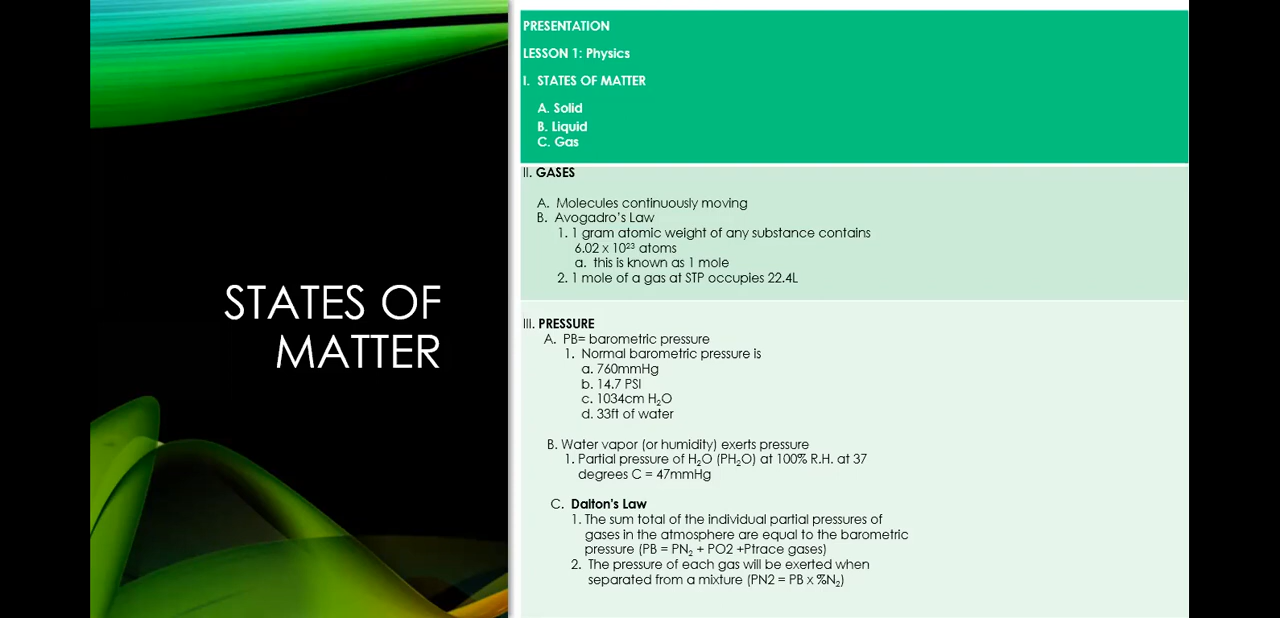 STATES OF
MATTER
PRESENTATION
LESSON 1: Physics
I. STATES OF MATTER
A. Solid
B. Liquid
C. Gas
II. GASES
A. Molecules continuously moving
B. Avogadro's Law
1. 1 gram atomic weight of any substance contains
6.02 x 10²³ atoms
a. this is known as 1 mole
2. 1 mole of a gas at STP occupies 22.4L
III. PRESSURE
A. PB= barometric pressure
1. Normal barometric pressure is
a. 760mmHg
b. 14.7 PSI
c. 1034cm H₂O
d. 33ft of water
B. Water vapor (or humidity) exerts pressure
1. Partial pressure of H₂O (PH₂O) at 100% R.H. at 37
degrees C = 47mmHg
C. Dalton's Law
1. The sum total of the individual partial pressures of
gases in the atmosphere are equal to the barometric
pressure (PB = PN₂ + PO2 +Ptrace gases)
2. The pressure of each gas will be exerted when
separated from a mixture (PN2 = PB x %N₂)